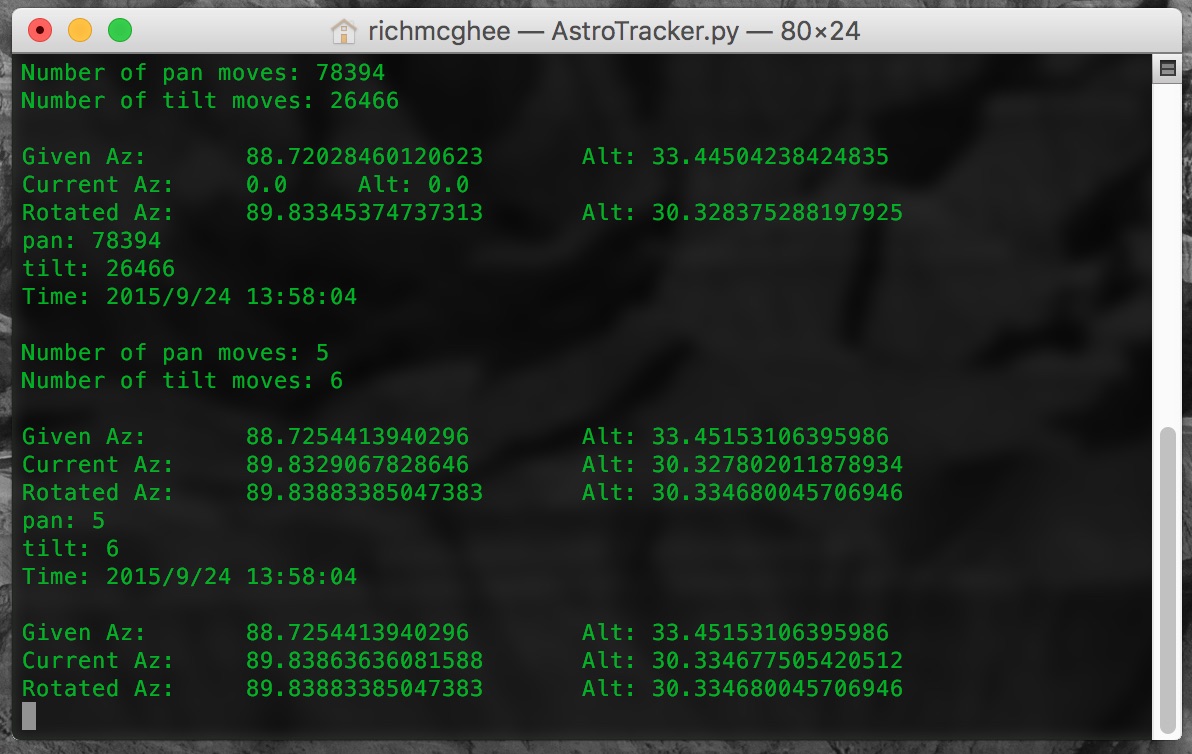 richmcghee — AstroTracker.py — 80×24
Number of pan moves: 78394
Number of tilt moves: 26466
Given Az: 88.72028460120623 Alt: 33.44504238424835
Current Az: 0.0 Alt: 0.0
Rotated Az: 89.83345374737313 Alt: 30.328375288197925
pan: 78394
tilt: 26466
Time: 2015/9/24 13:58:04
Number of pan moves: 5
Number of tilt moves: 6
Given Az: 88.7254413940296 Alt: 33.45153106395986
Current Az: 89.8329067828646 Alt: 30.327802011878934
Rotated Az: 89.83883385047383 Alt: 30.334680045706946
pan: 5
tilt: 6
Time: 2015/9/24 13:58:04
Given Az: 88.7254413940296 Alt: 33.45153106395986
Current Az: 89.83863636081588 Alt: 30.334677505420512
Rotated Az: 89.83883385047383 Alt: 30.334680045706946